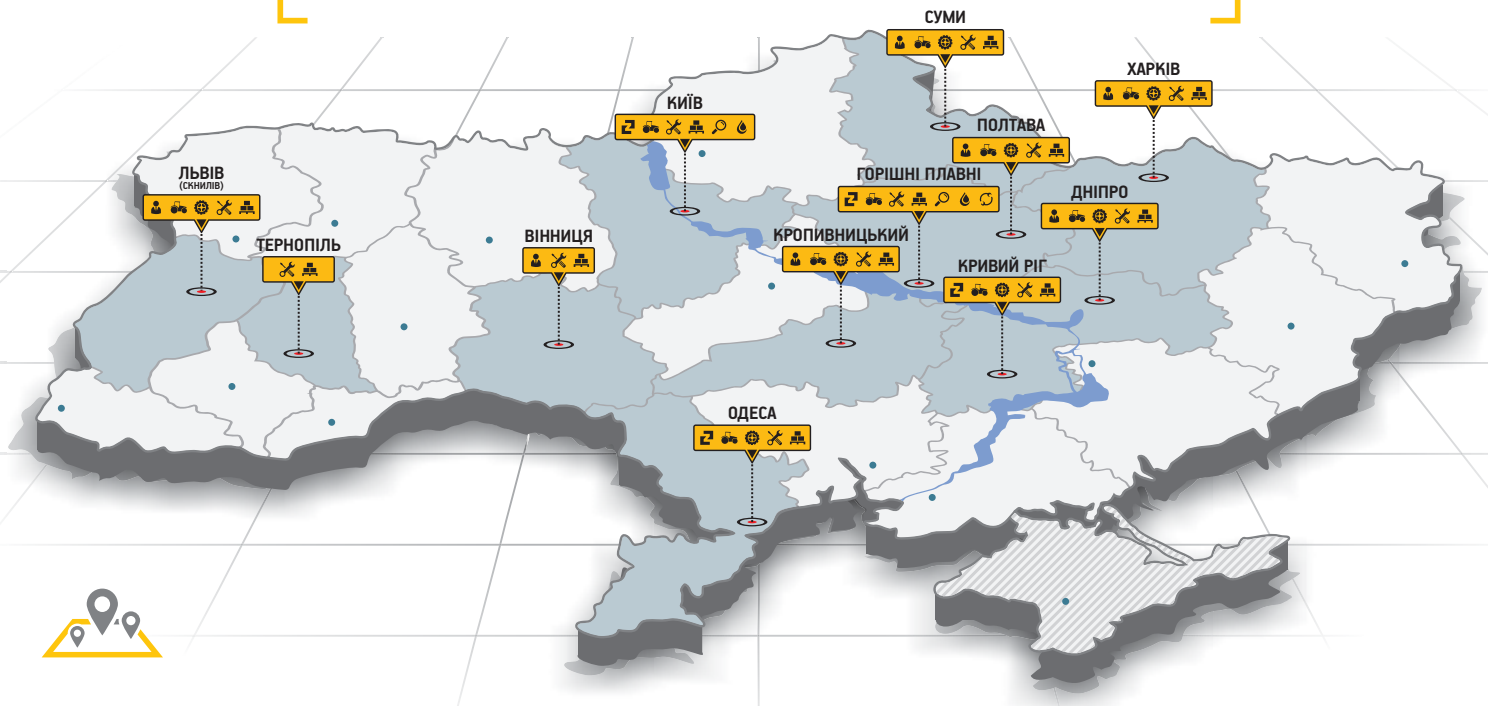 СУМИ
ХАРКІВ
КИЇВ
ПОЛТАВА
ЛЬВІВ
(СКНИЛІВ)
ГОРІШНІ ПЛАВНІ
ДНІПРО
ТЕРНОПІЛЬ
ВІННИЦЯ
КРОПИВНИЦЬКИЙ
КРИВИЙ РІГ
ОДЕСА